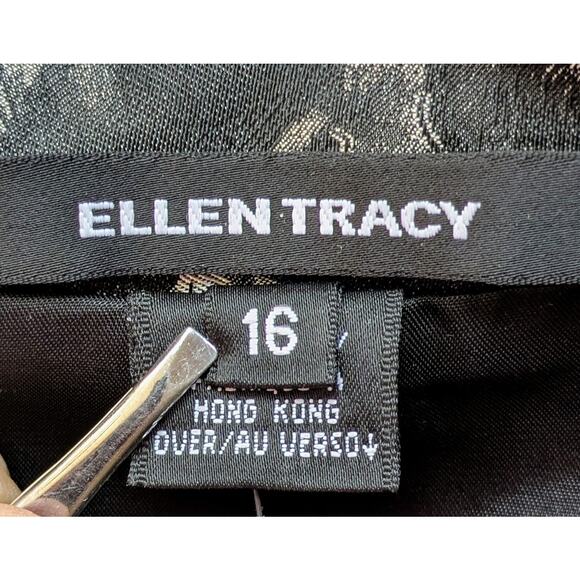 ELLEN TRACY
16
HONG KONG
OVER/AU VERSO